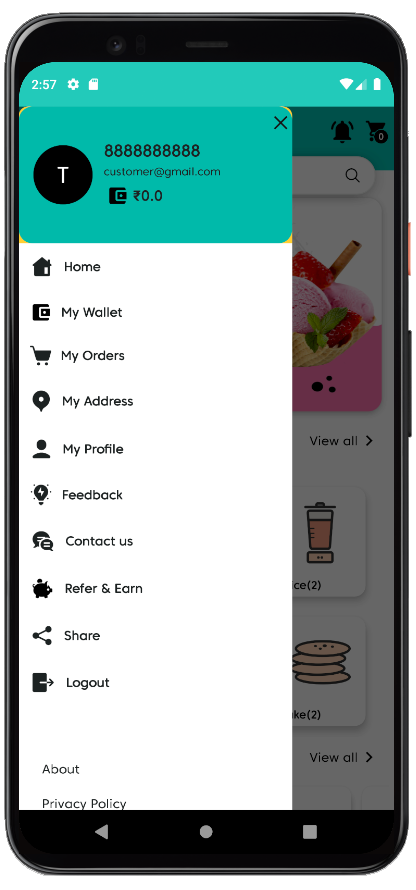 2:57
8888888888
T
customer@gmail.com
₹0.0
0
Home
My Wallet
My Orders
My Address
View all
My Profile
Feedback
Contact us
Refer & Earn
ice(2)
Share
Logout
ke(2)
View all
About
Privacy Policy